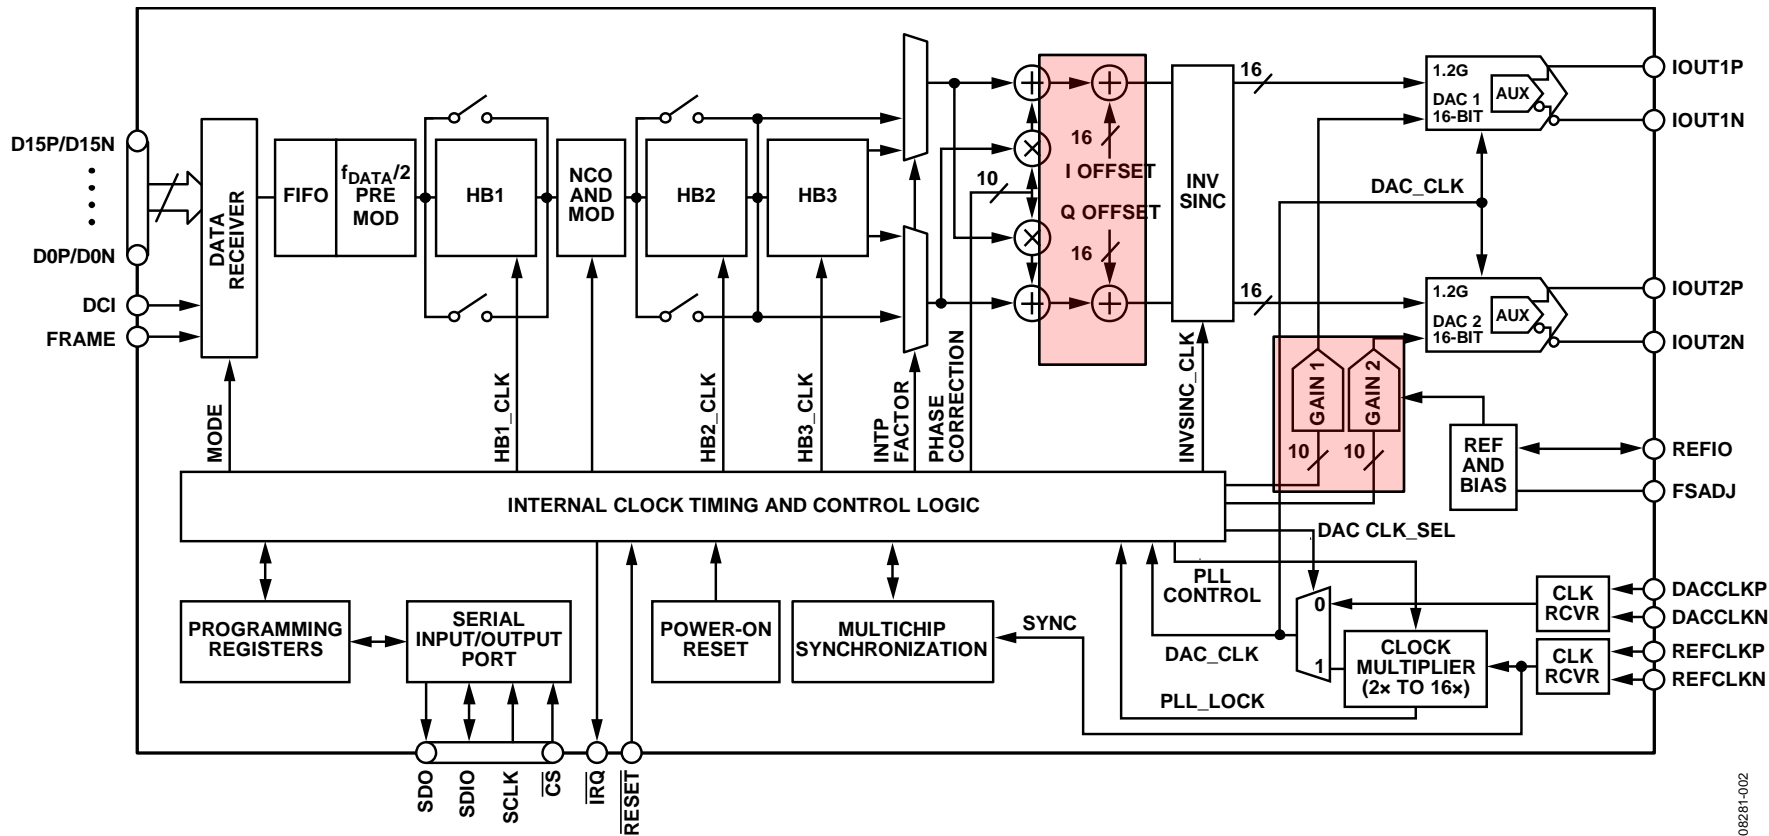 D15P/D15N
D0P/D0N
DCI
FRAME
DATA
RECEIVER
FIFO
fDATA/2
PRE
MOD
HB1
NCO
AND
MOD
HB2
HB3
16
I OFFSET
10
Q OFFSET
16
INV
SINC
16
16
1.2G
DAC 1
16-BIT
AUX
IOUT1P
IOUT1N
DAC_CLK
1.2G
DAC 2
16-BIT
AUX
IOUT2P
IOUT2N
MODE
HB1_CLK
HB2_CLK
HB3_CLK
INTP
FACTOR
PHASE
CORRECTION
INVSINC_CLK
GAIN 1
GAIN 2
10
10
REF
AND
BIAS
REFIO
FSADJ
INTERNAL CLOCK TIMING AND CONTROL LOGIC
DAC CLK_SEL
PROGRAMMING
REGISTERS
SERIAL
INPUT/OUTPUT
PORT
POWER-ON
RESET
MULTICHIP
SYNCHRONIZATION
SYNC
PLL
CONTROL
DAC_CLK
PLL_LOCK
0
1
CLOCK
MULTIPLIER
(2× TO 16×)
CLK
RCVR
CLK
RCVR
DACCLKP
DACCLKN
REFCLKP
REFCLKN
SDO
SDIO
SCLK
CS
IRQ
RESET
08281-002